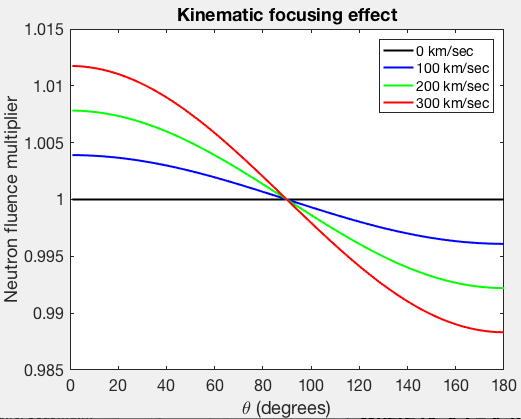 Kinematic focusing effect
0 km/sec
100 km/sec
200 km/sec
300 km/sec
Neutron fluence multiplier
1.015
1.01
1.005
1
0.995
0.99
0.985
0 20 40 60 80 100 120 140 160 180
θ (degrees)